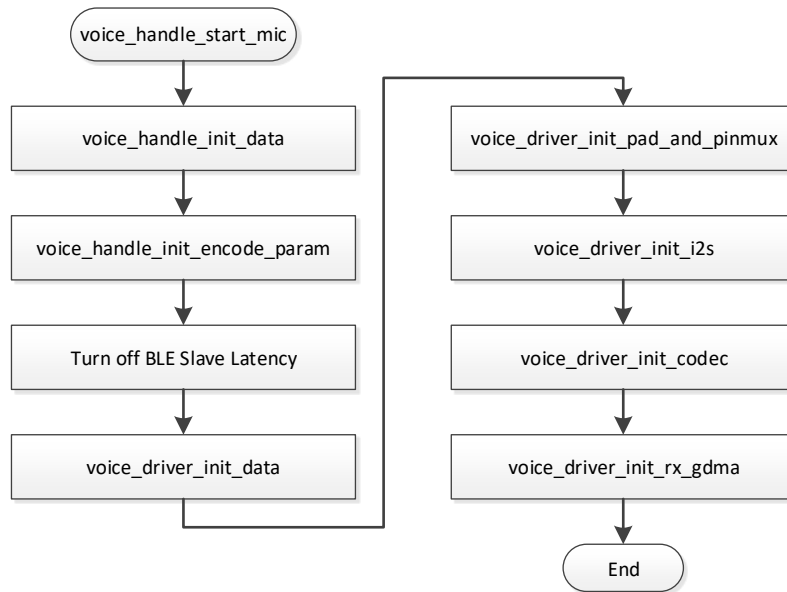 voice_handle_start_mic
voice_handle_init_data
voice_handle_init_encode_param
Turn off BLE Slave Latency
voice_driver_init_data
voice_driver_init_pad_and_pinmux
voice_driver_init_i2s
voice_driver_init_codec
voice_driver_init_rx_gdma
End